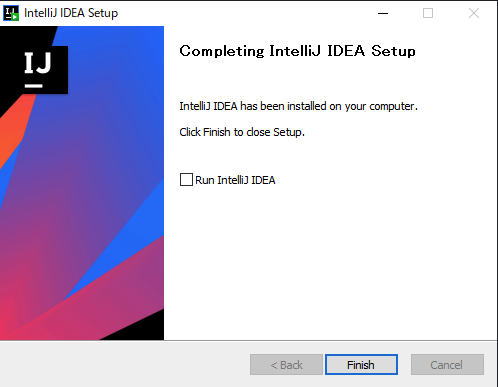 IntelliJ IDEA Setup
IJ
Completing IntelliJ IDEA Setup
IntelliJ IDEA has been installed on your computer.
Click Finish to close Setup.
Run IntelliJ IDEA
< Back
Finish
Cancel